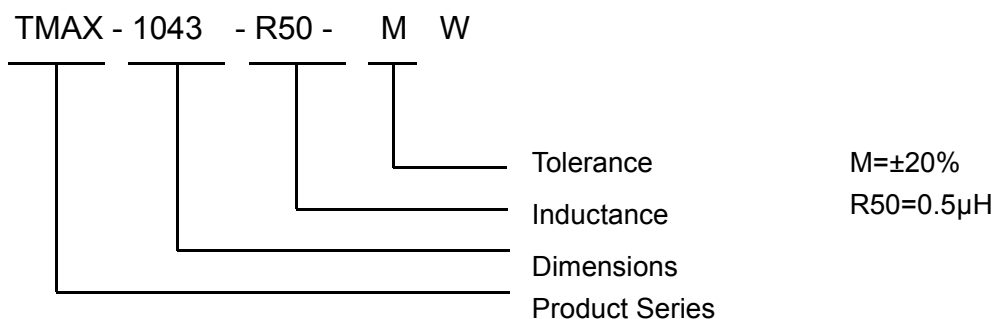 TMAX - 1043 - R50 - M W
Tolerance M=±20%
Inductance R50=0.5μH
Dimensions
Product Series